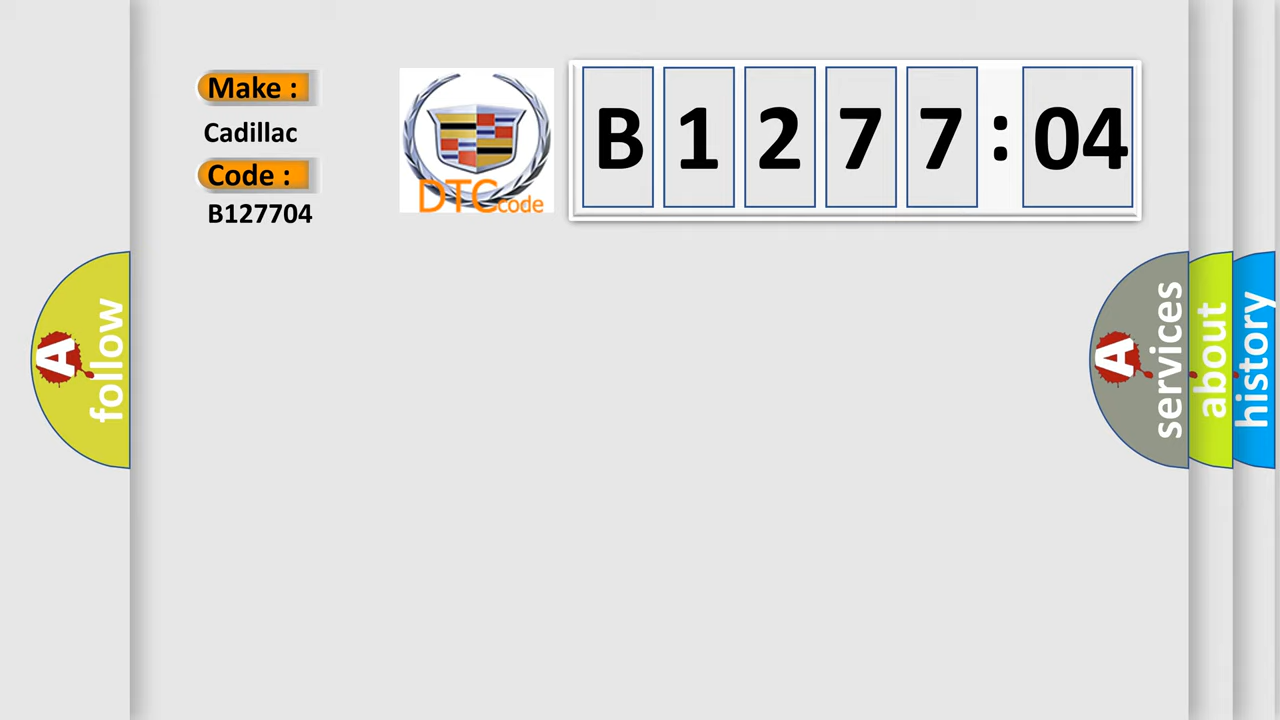 Make :
Cadillac
Code :
B127704
DTCcode
B 1 2 7 7 : 04
A follow
A services
about
history